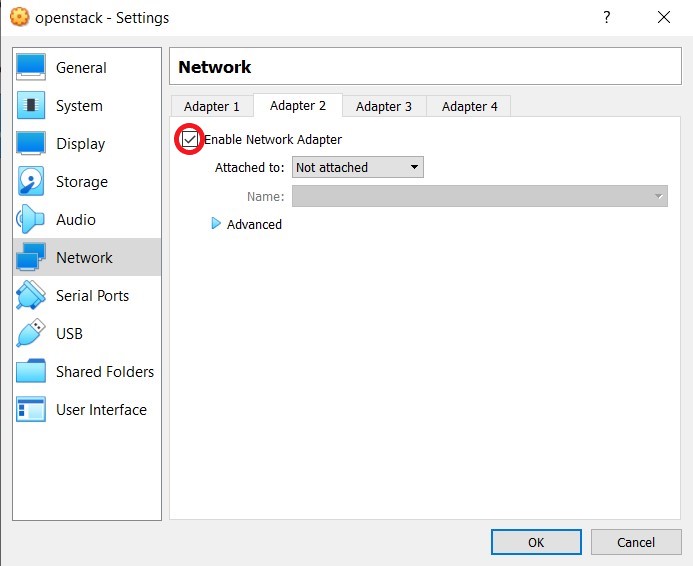 openstack - Settings
General
System
Display
Storage
Audio
Network
Serial Ports
USB
Shared Folders
User Interface
Network
Adapter 1 Adapter 2 Adapter 3 Adapter 4
Enable Network Adapter
Attached to: Not attached
Name:
Advanced
OK Cancel